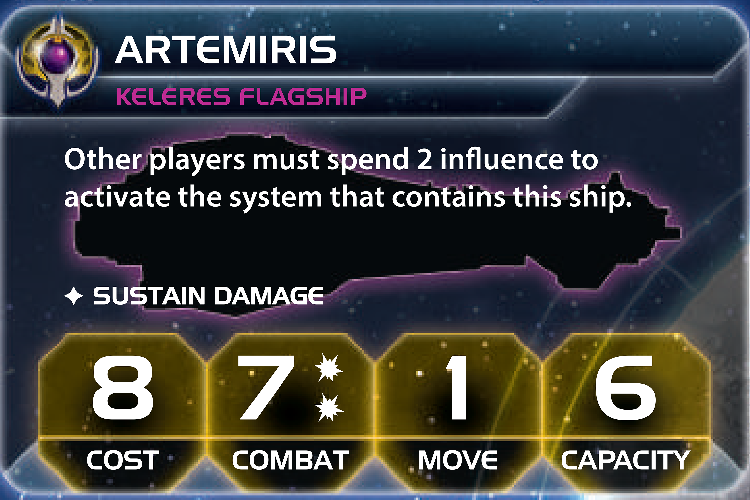 ARTEMIRIS
KELERES FLAGSHIP
Other players must spend 2 influence to
activate the system that contains this ship.
SUSTAIN DAMAGE
8 7 1 6
COST COMBAT MOVE CAPACITY